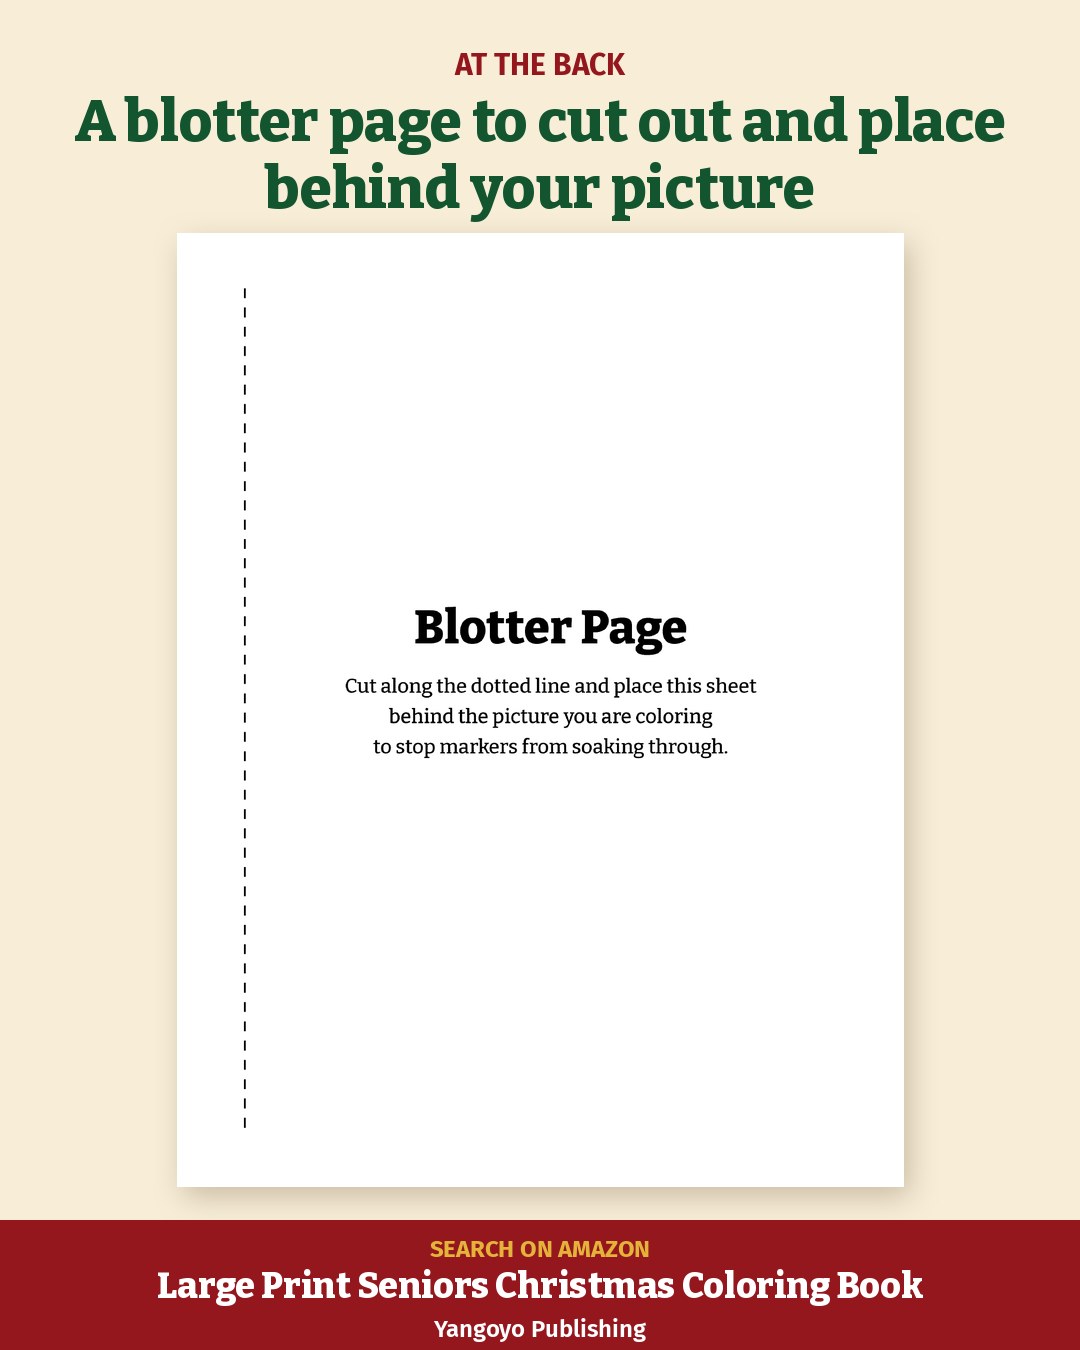 AT THE BACK
A blotter page to cut out and place
behind your picture
Blotter Page
Cut along the dotted line and place this sheet
behind the picture you are coloring
to stop markers from soaking through.
SEARCH ON AMAZON
Large Print Seniors Christmas Coloring Book
Yangoyo Publishing